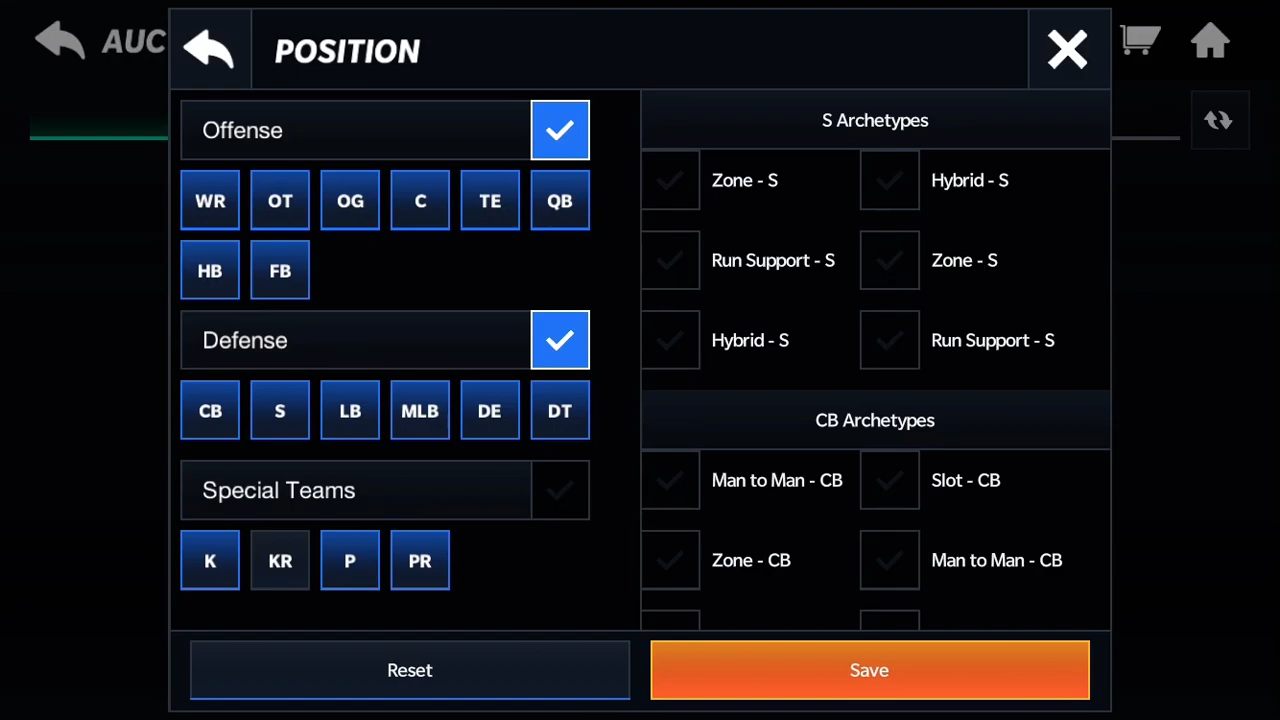 AUC
POSITION
Offense
WR OT OG C TE QB
HB FB
Defense
CB S LB MLB DE DT
Special Teams
K KR P PR
S Archetypes
Zone - S Hybrid - S
Run Support - S Zone - S
Hybrid - S Run Support - S
CB Archetypes
Man to Man - CB Slot - CB
Zone - CB Man to Man - CB
Reset Save